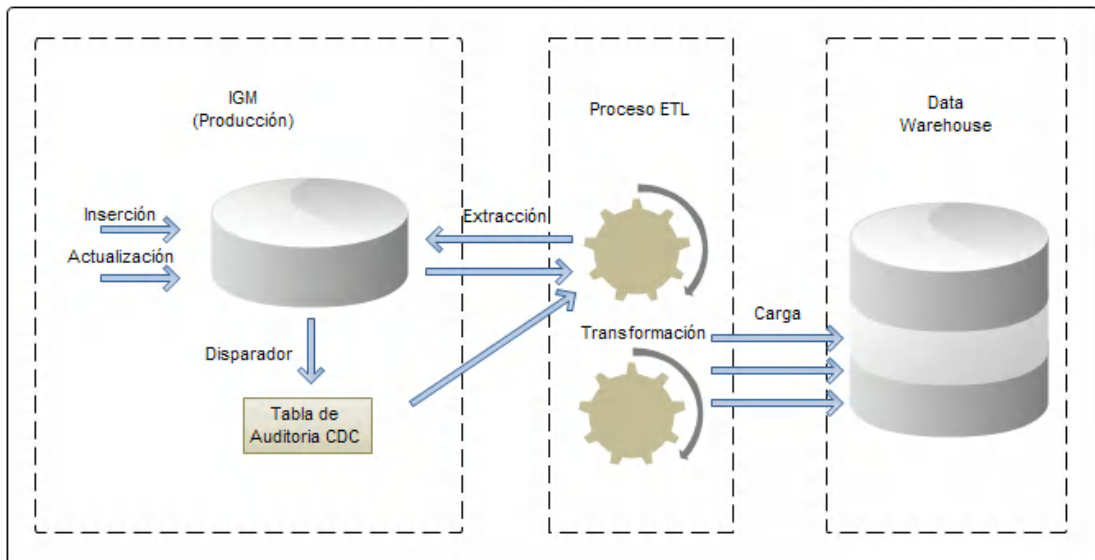 IGM
(Producción)
Proceso ETL
Data
Warehouse
Inserción
Extracción
Actualización
Carga
Transformación
Disparador
Tabla de
Auditoria CDC